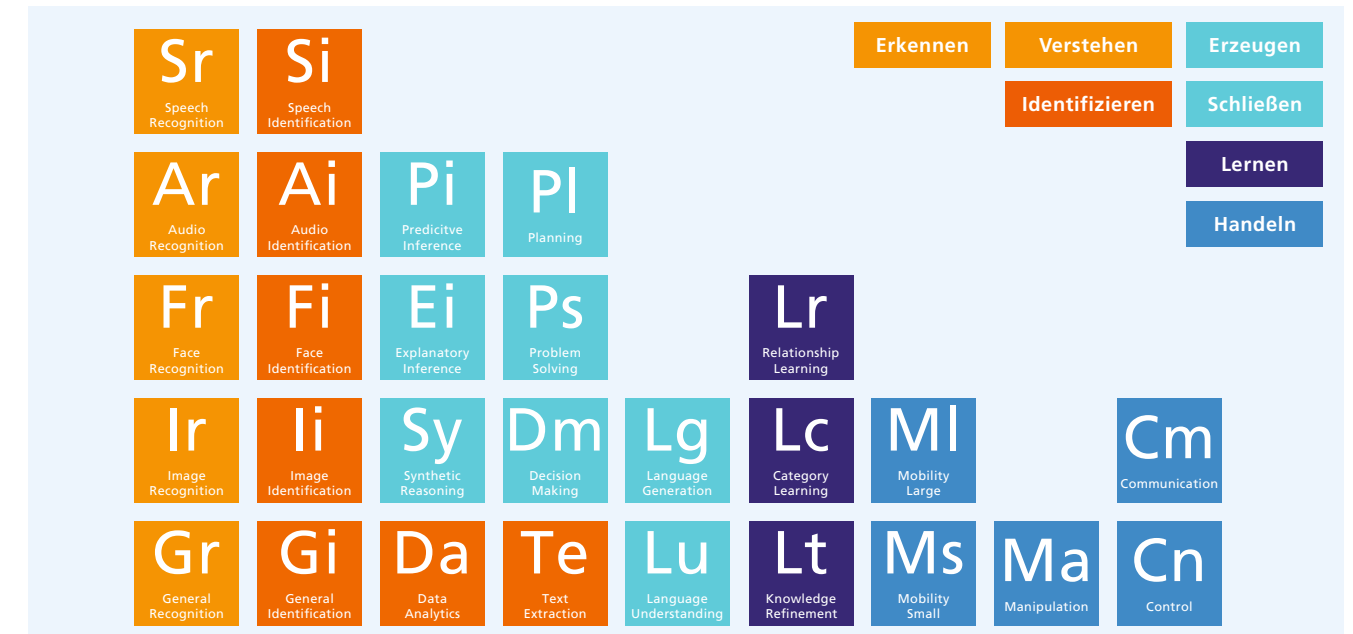 Sr
Speech
Recognition
Si
Speech
Identification
Erkennen
Verstehen
Erzeugen
Identifizieren
Schließen
Lernen
Handeln
Ar
Audio
Recognition
Ai
Audio
Identification
Pi
Predicitve
Inference
Pl
Planning
Fr
Face
Recognition
Fi
Face
Identification
Ei
Explanatory
Inference
Ps
Problem
Solving
Lr
Relationship
Learning
Ir
Image
Recognition
Ii
Image
Identification
Sy
Synthetic
Reasoning
Dm
Decision
Making
Lg
Language
Generation
Lc
Category
Learning
Ml
Mobility
Large
Cm
Communication
Gr
General
Recognition
Gi
General
Identification
Da
Data
Analytics
Te
Text
Extraction
Lu
Language
Understanding
Lt
Knowledge
Refinement
Ms
Mobility
Small
Ma
Manipulation
Cn
Control